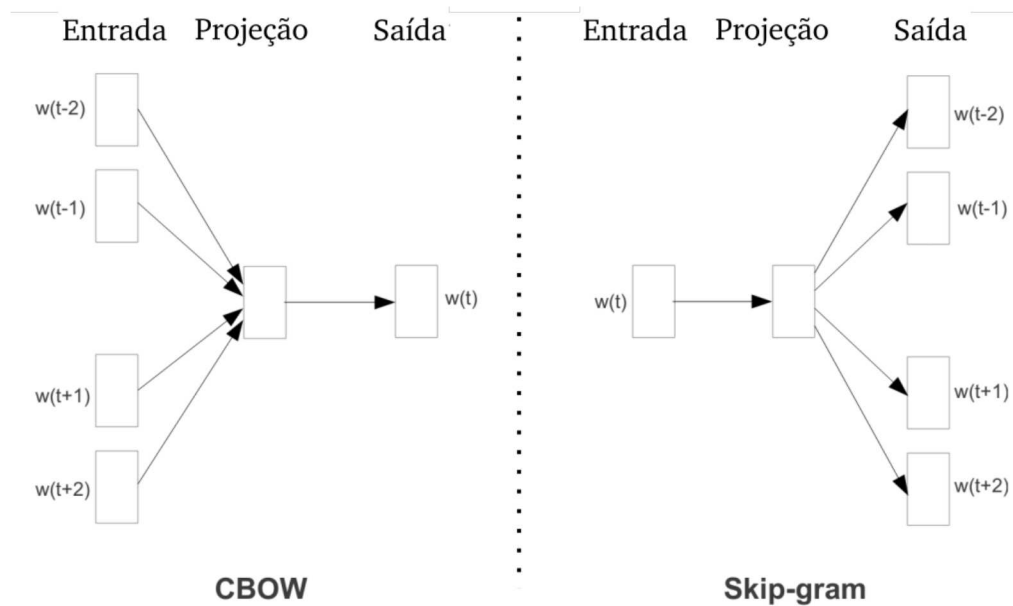 Entrada Projeção Saída
w(t-2)
w(t-1)
w(t)
w(t+1)
w(t+2)
CBOW
Entrada Projeção Saída
w(t-2)
w(t-1)
w(t)
w(t+1)
w(t+2)
Skip-gram